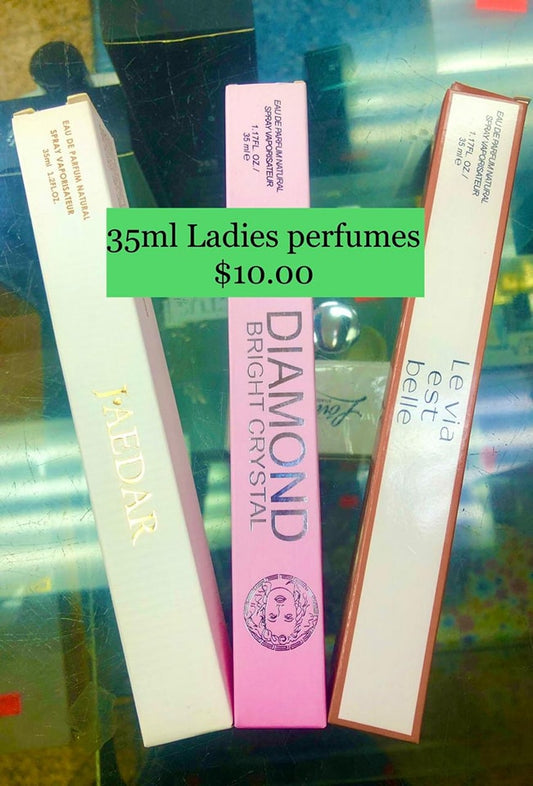 35ml Ladies perfumes
$10.00
EAU DE PARFUM NATURAL
SPRAY VAPORISATEUR
35ml 1.2FL.OZ.
J'AEDAR
EAU DE PARFUM NATURAL
SPRAY VAPORISATEUR
1.17FL. OZ /
35 ml e
DIAMOND
BRIGHT CRYSTAL
EAU DE PARFUM NATURAL
SPRAY VAPORISATEUR
1.17FL. OZ /
35 ml e
Le via
est
belle